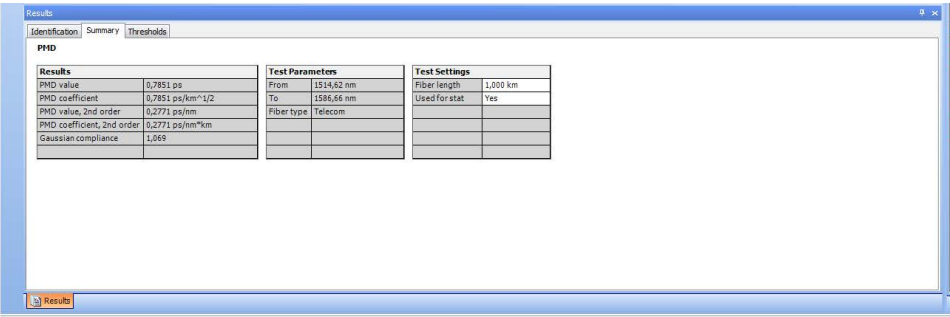 Results
Identification Summary Thresholds
PMD
Results
PMD value 0,7851 ps
PMD coefficient 0,7851 ps/km^1/2
PMD value, 2nd order 0,2771 ps/nm
PMD coefficient, 2nd order 0,2771 ps/nm*km
Gaussian compliance 1,069
Test Parameters
From 1514,62 nm
To 1586,66 nm
Fiber type Telecom
Test Settings
Fiber length 1,000 km
Used for stat Yes
Results